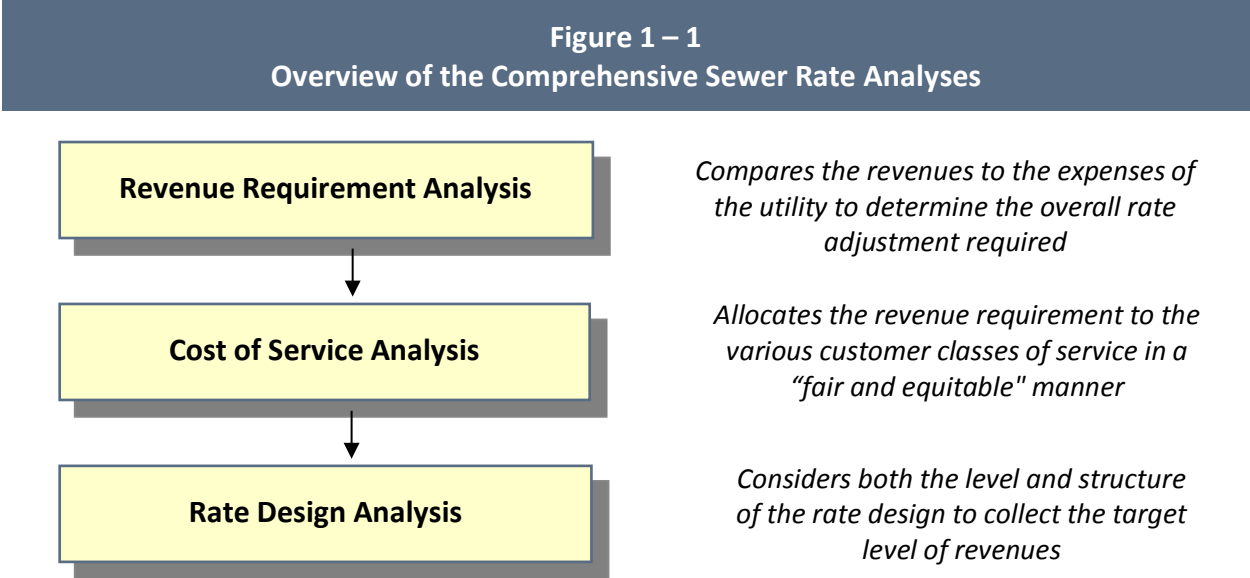 Figure 1 – 1
Overview of the Comprehensive Sewer Rate Analyses
Revenue Requirement Analysis
Compares the revenues to the expenses of
the utility to determine the overall rate
adjustment required
Cost of Service Analysis
Allocates the revenue requirement to the
various customer classes of service in a
“fair and equitable" manner
Rate Design Analysis
Considers both the level and structure
of the rate design to collect the target
level of revenues